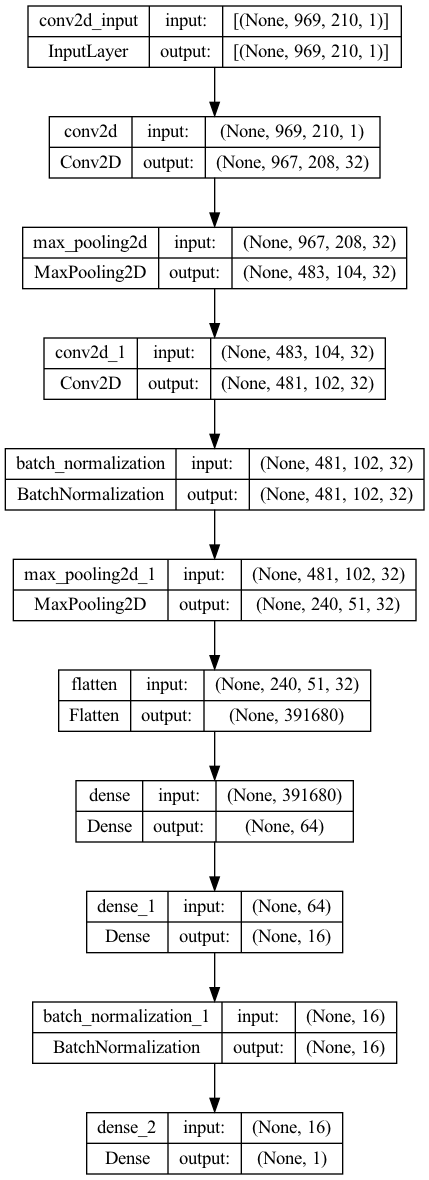 conv2d_input input: [(None, 969, 210, 1)]
InputLayer output: [(None, 969, 210, 1)]
conv2d input: (None, 969, 210, 1)
Conv2D output: (None, 967, 208, 32)
max_pooling2d input: (None, 967, 208, 32)
MaxPooling2D output: (None, 483, 104, 32)
conv2d_1 input: (None, 483, 104, 32)
Conv2D output: (None, 481, 102, 32)
batch_normalization input: (None, 481, 102, 32)
BatchNormalization output: (None, 481, 102, 32)
max_pooling2d_1 input: (None, 481, 102, 32)
MaxPooling2D output: (None, 240, 51, 32)
flatten input: (None, 240, 51, 32)
Flatten output: (None, 391680)
dense input: (None, 391680)
Dense output: (None, 64)
dense_1 input: (None, 64)
Dense output: (None, 16)
batch_normalization_1 input: (None, 16)
BatchNormalization output: (None, 16)
dense_2 input: (None, 16)
Dense output: (None, 1)